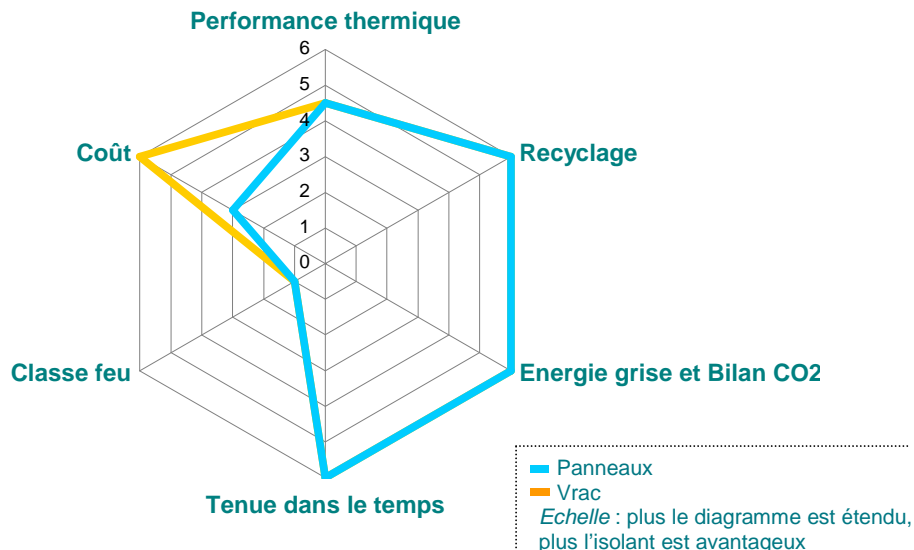 Performance thermique
6
5
4
3
2
1
0
Coût
Recyclage
Classe feu
Energie grise et Bilan CO2
Tenue dans le temps
Panneaux
Vrac
Echelle : plus le diagramme est étendu,
plus l'isolant est avantageux